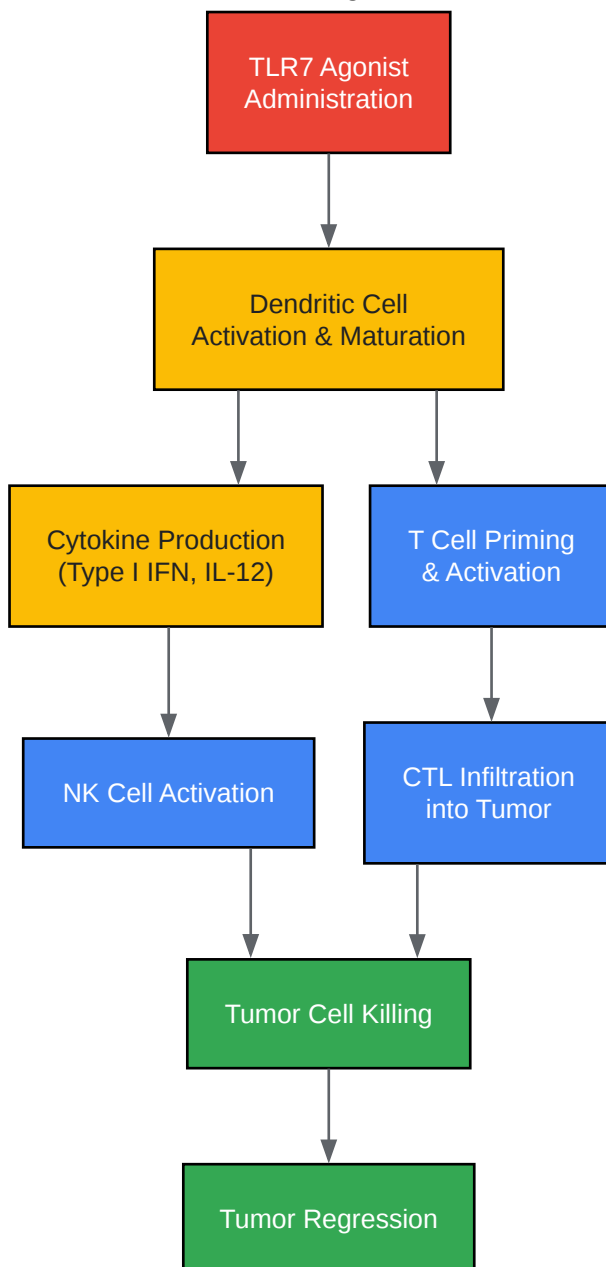 TLR7 Agonist
Administration
Dendritic Cell
Activation & Maturation
Cytokine Production
(Type I IFN, IL-12)
T Cell Priming
& Activation
NK Cell Activation
CTL Infiltration
into Tumor
Tumor Cell Killing
Tumor Regression